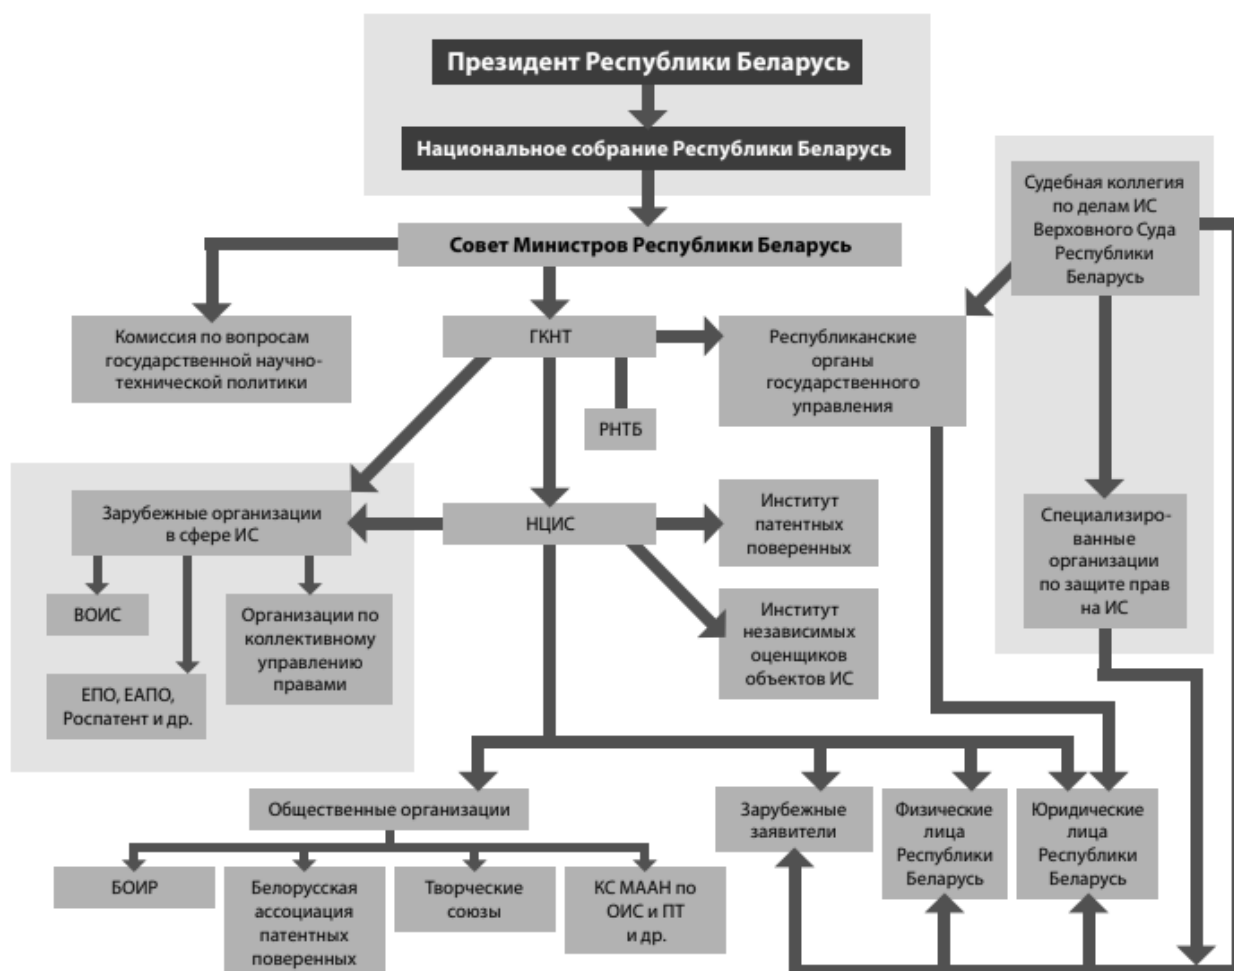 Президент Республики Беларусь
Национальное собрание Республики Беларусь
Судебная коллегия
по делам ИС
Верховного Суда
Республики
Беларусь
Совет Министров Республики Беларусь
Комиссия по вопросам
государственной научно-
технической политики
ГКНТ
Республиканские
органы
государственного
управления
РНТБ
Зарубежные организации
в сфере ИС
НЦИС
Институт
патентных
поверенных
Специализиро-
ванные
организации
по защите прав
на ИС
ВОИС
Организации по
коллективному
управлению
правами
Институт
независимых
оценщиков
объектов ИС
ЕПО, ЕАПО,
Роспатент и др.
Общественные организации
Зарубежные
заявители
Физические
лица
Республики
Беларусь
Юридические
лица
Республики
Беларусь
БОИР
Белорусская
ассоциация
патентных
поверенных
Творческие
союзы
КС МААН по
ОИС и ПТ
и др.